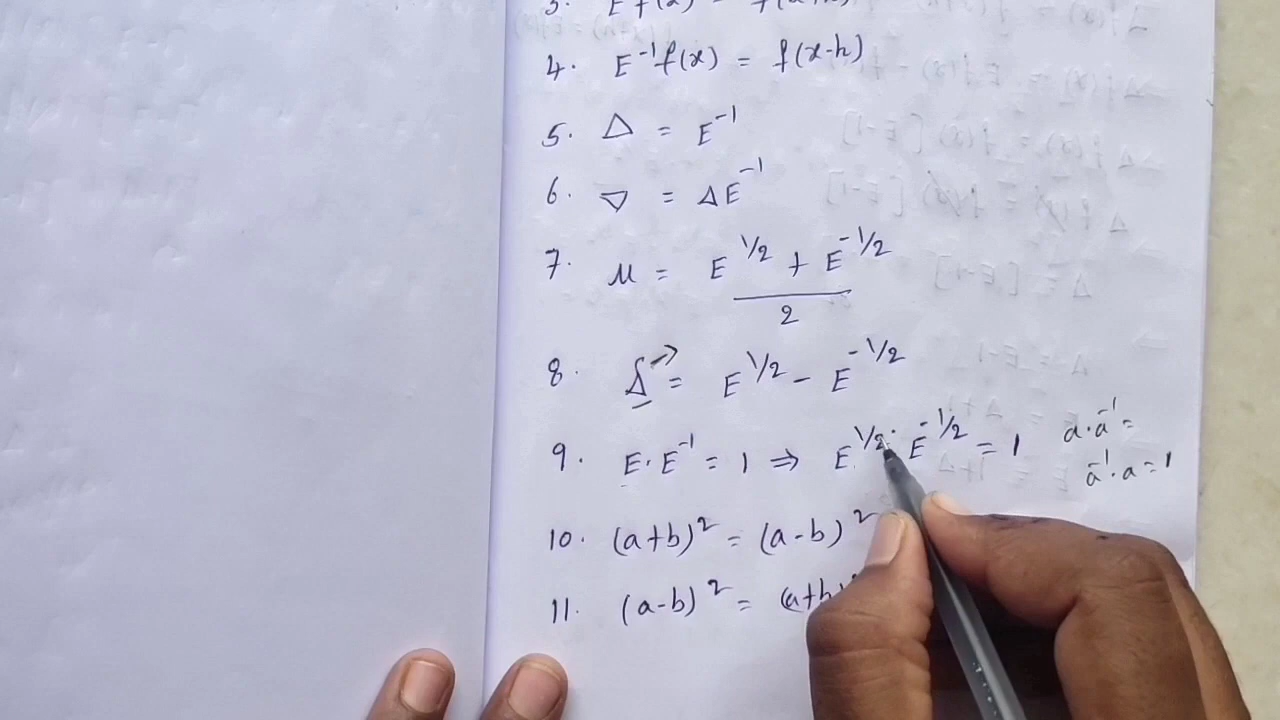 3. E f(x) = f(x+h)
4. E⁻¹f(x) = f(x-h)
5. Δ = E⁻¹
6. ∇ = ΔE⁻¹
7. μ = E^1/2 + E^-1/2
2
8. δ = E^1/2 - E^-1/2
9. E.E⁻¹ = 1 ⇒ E^1/2. E^-1/2 = 1
a.a⁻¹ =
a⁻¹.a = 1
10. (a+b)² = (a-b)²
11. (a-b)² = (a+b)